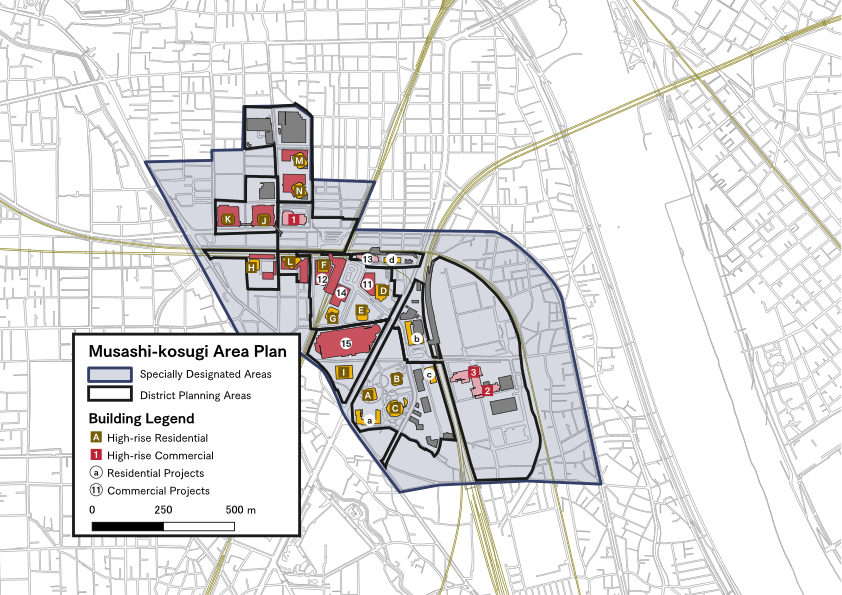 M
N
K
J
1
H
L
F
13
d
12
14
11
D
G
E
15
b
I
B
c
3
2
A
C
a
Musashi-kosugi Area Plan
Specially Designated Areas
District Planning Areas
Building Legend
A High-rise Residential
1 High-rise Commercial
a Residential Projects
11 Commercial Projects
0 250 500 m